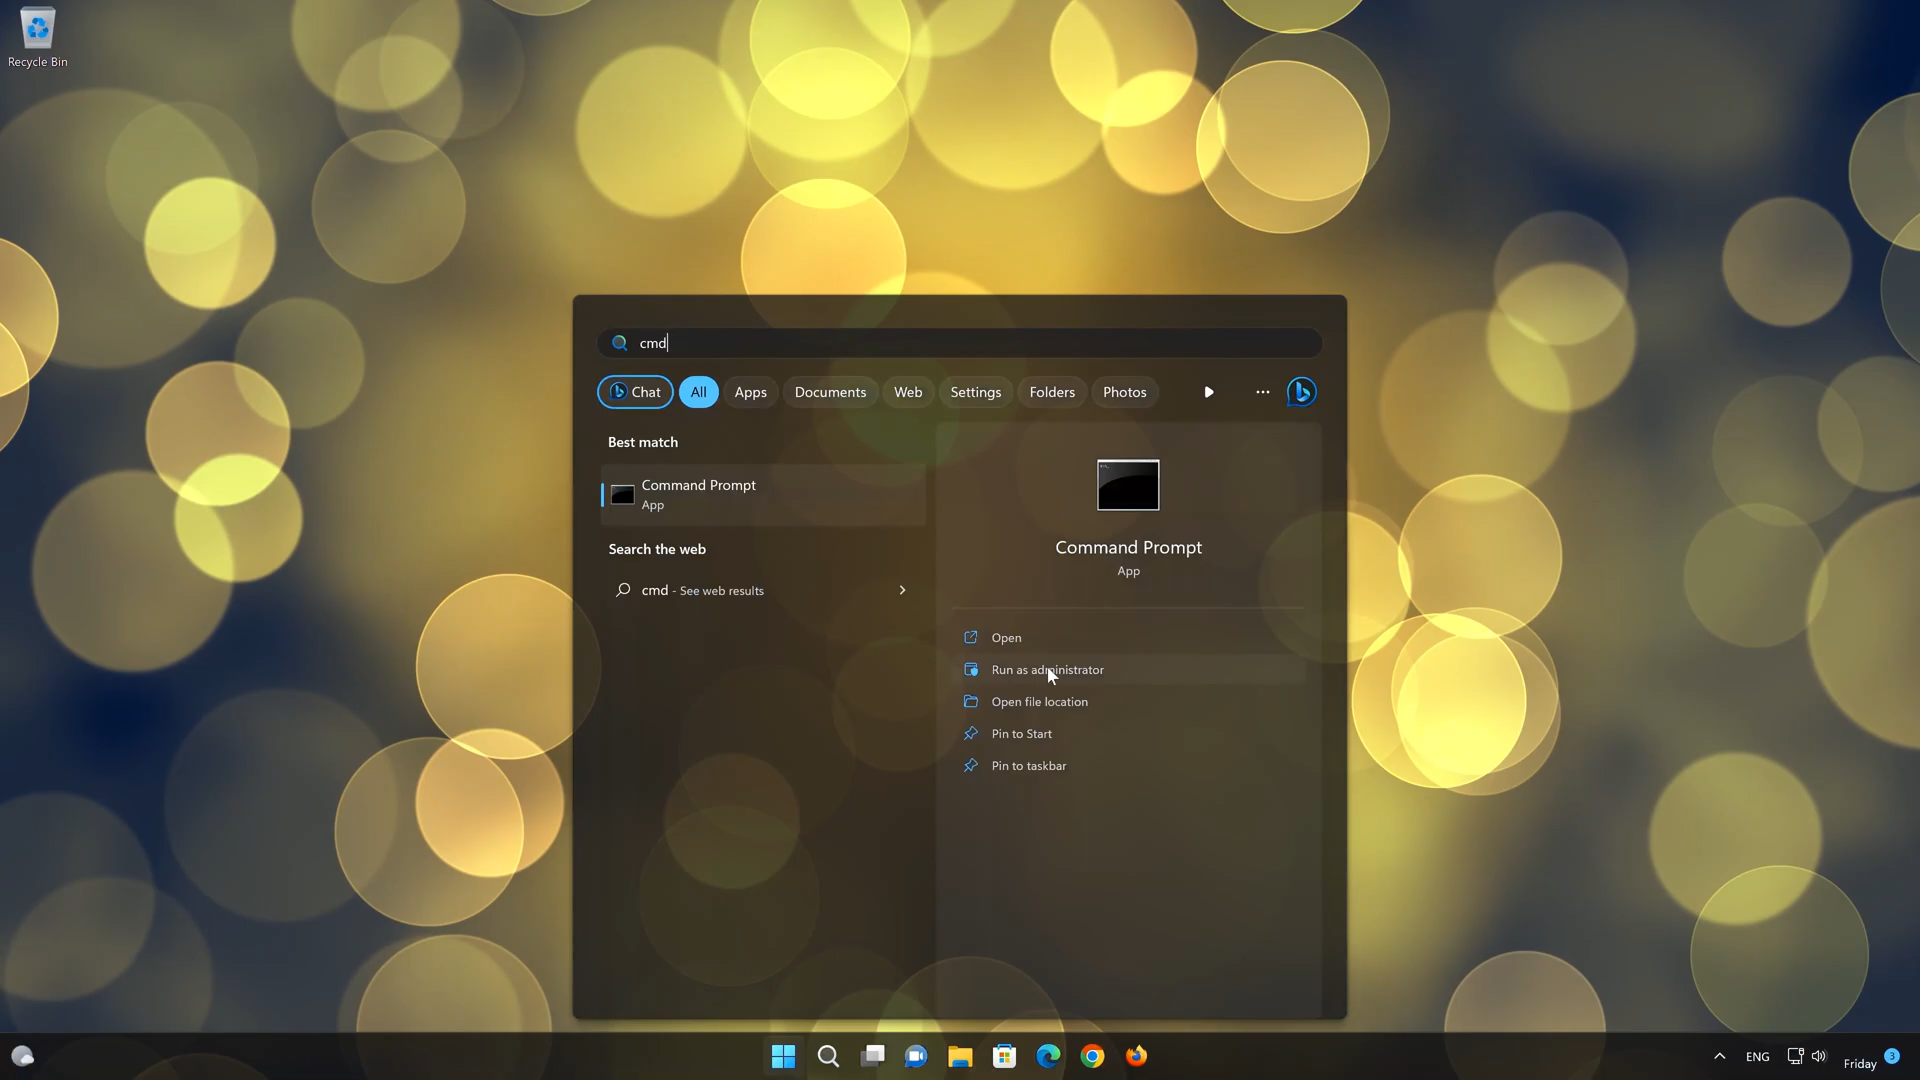 Recycle Bin
cmd
Chat
All
Apps
Documents
Web
Settings
Folders
Photos
Best match
Command Prompt
App
Search the web
cmd - See web results
Command Prompt
App
Open
Run as administrator
Open file location
Pin to Start
Pin to taskbar
ENG
Friday
3